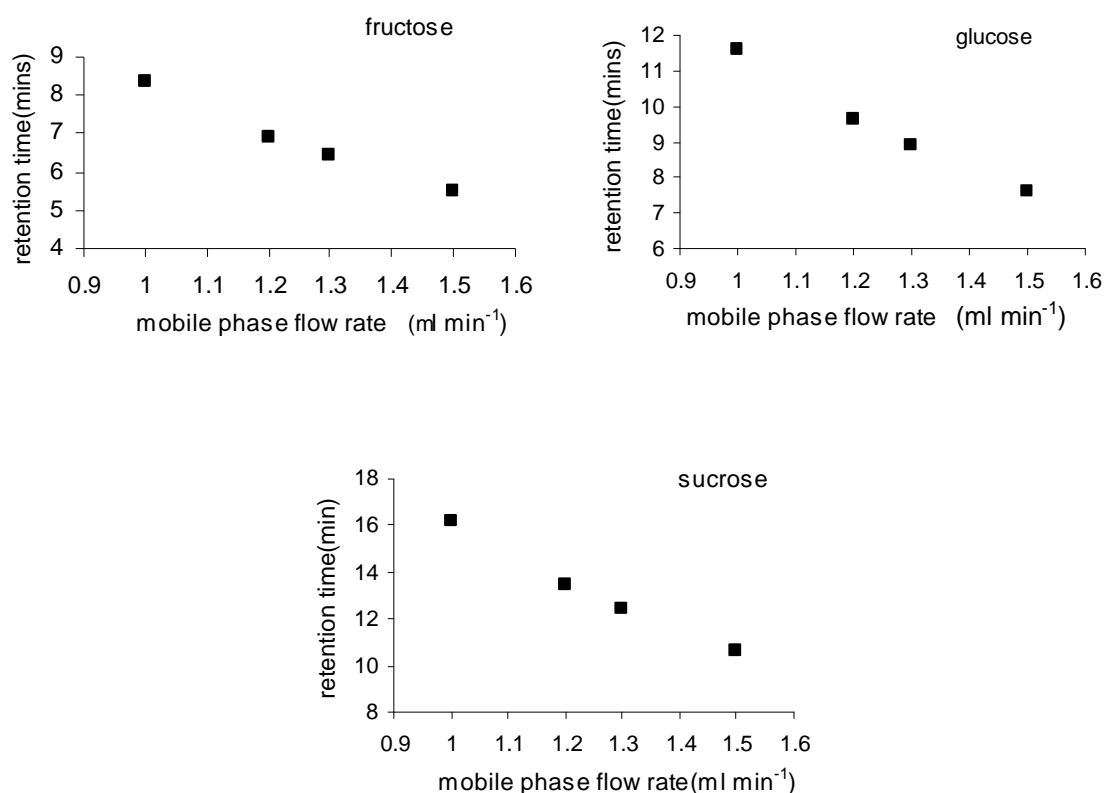 fructose
retention time(mins)
9
8
7
6
5
4
0.9 1 1.1 1.2 1.3 1.4 1.5 1.6
mobile phase flow rate (ml min-1)
glucose
retention time(mins)
12
11
10
9
8
7
6
0.9 1 1.1 1.2 1.3 1.4 1.5 1.6
mobile phase flow rate (ml min-1)
sucrose
retention time(min)
18
16
14
12
10
8
0.9 1 1.1 1.2 1.3 1.4 1.5 1.6
mobile phase flow rate(ml min-1)